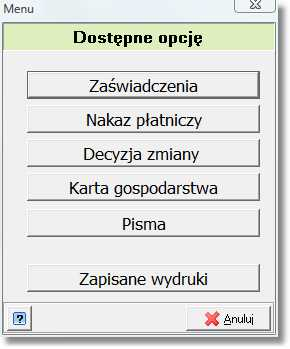 Menu
Dostępne opcję
Zaświadczenia
Nakaz płatniczy
Decyzja zmiany
Karta gospodarstwa
Pisma
Zapisane wydruki
? Anuluj